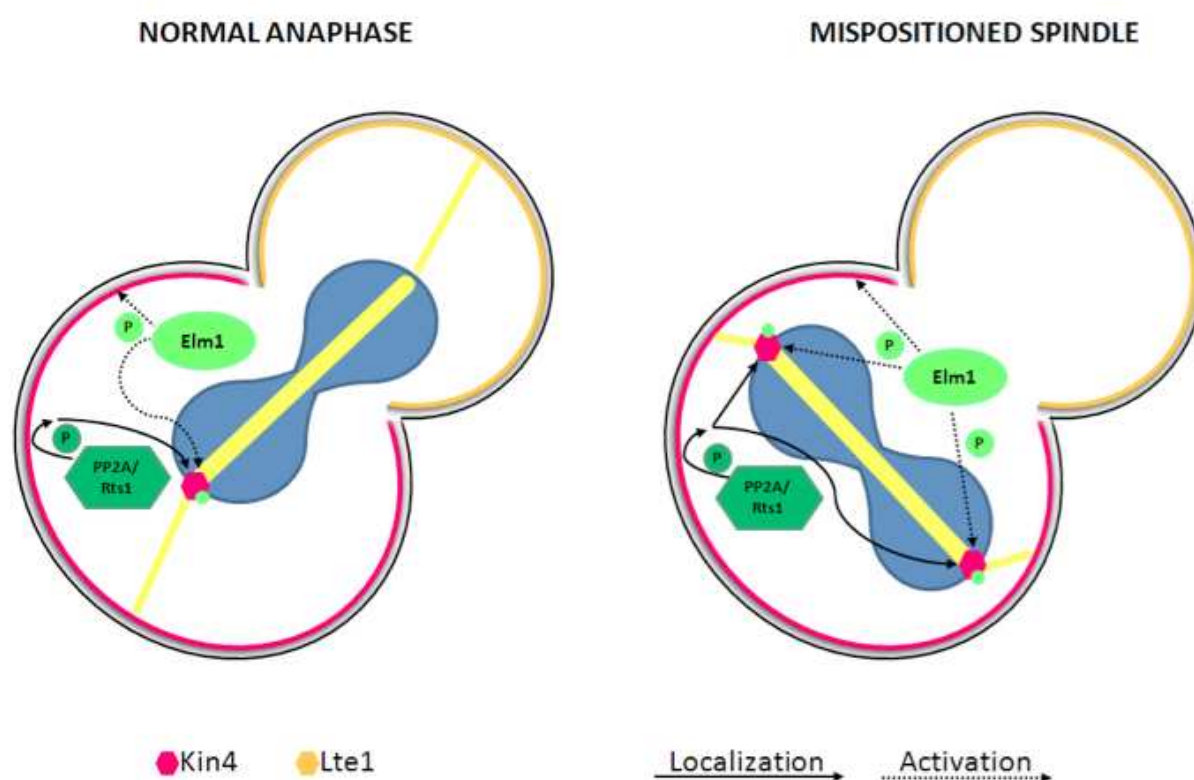 NORMAL ANAPHASE
MISPOSITIONED SPINDLE
P
Elm1
P
PP2A/
Rts1
P
Elm1
P
P
PP2A/
Rts1
Kin4
Lte1
Localization
Activation